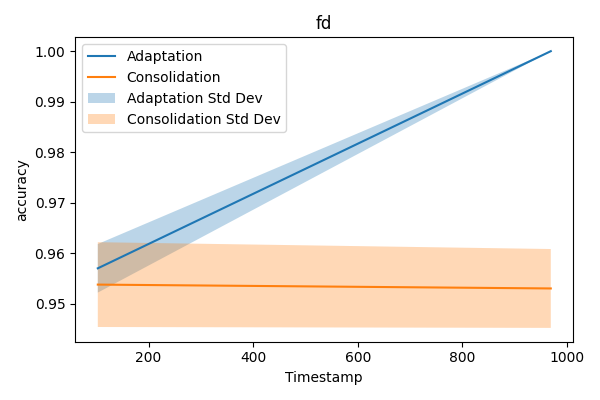 fd
Adaptation
Consolidation
Adaptation Std Dev
Consolidation Std Dev
accuracy
1.00
0.99
0.98
0.97
0.96
0.95
200
400
600
800
1000
Timestamp